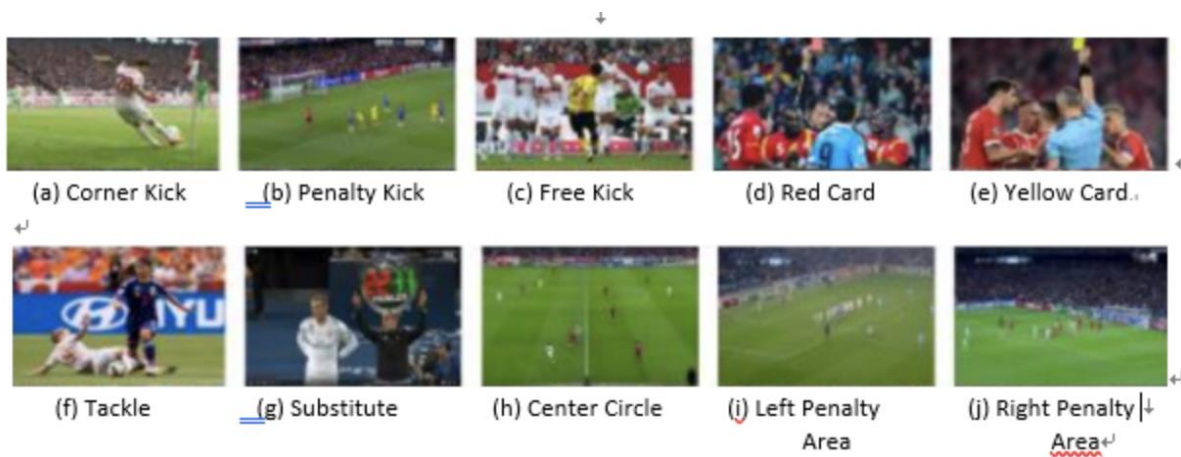 (a) Corner Kick
(b) Penalty Kick
(c) Free Kick
(d) Red Card
(e) Yellow Card
HYU
(f) Tackle
(g) Substitute
(h) Center Circle
(i) Left Penalty
Area
(j) Right Penalty
Area